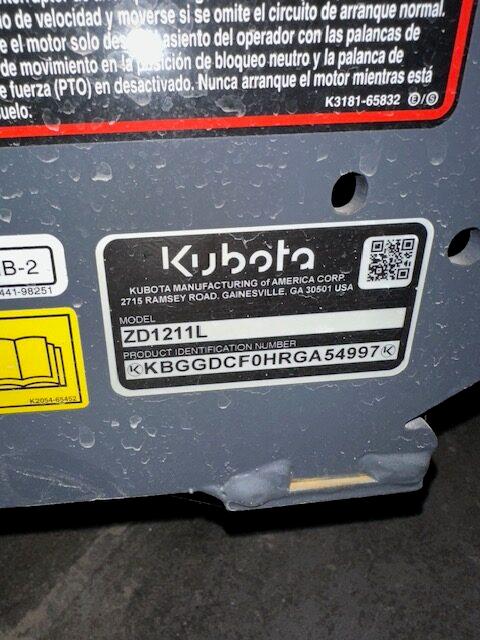 no de velocidad y moverse si se omite el circuito de arranque normal.
e el motor solo desde asiento del operador con las palancas de
de movimiento en la posición de bloqueo neutro y la palanca de
e fuerza (PTO) en desactivado. Nunca arranque el motor mientras está
suelo.
K3181-65832 Ⓔ/Ⓢ
B-2
441-98251
Kubota
KUBOTA MANUFACTURING of AMERICA CORP.
2715 RAMSEY ROAD. GAINESVILLE. GA 30501 USA
MODEL
ZD1211L
PRODUCT IDENTIFICATION NUMBER
KBGGDCF0HRGA54997
K2054-65452